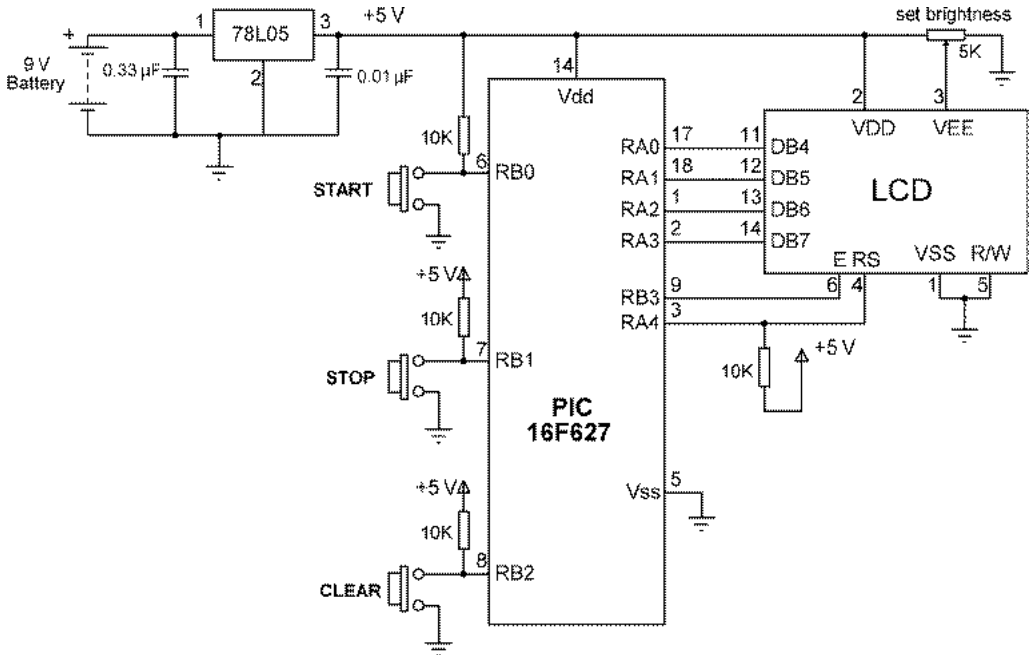 +5 V
set brightness
1
78L05
3
+
5K
9 V
Battery
0.33 µF
2
0.01 µF
14
Vdd
2
3
VDD
VEE
10K
6
RB0
START
RA0
17
11
DB4
RA1
18
12
DB5
LCD
RA2
1
13
DB6
RA3
2
14
DB7
E RS
VSS
R/W
6
4
1
5
+5 V
10K
7
RB1
STOP
RB3
9
RA4
3
10K
+5 V
PIC
16F627
Vss
5
+5 V
10K
8
RB2
CLEAR